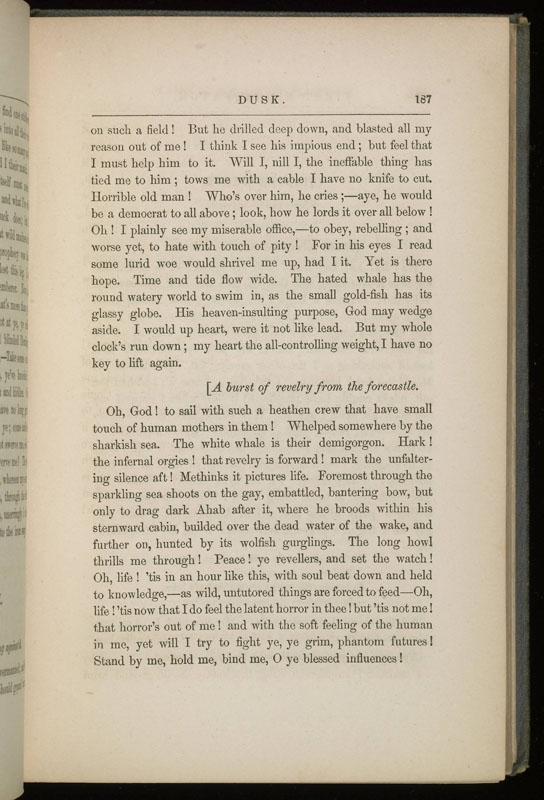 DUSK. 187
on such a field! But he drilled deep down, and blasted all my
reason out of me! I think I see his impious end; but feel that
I must help him to it. Will I, nill I, the ineffable thing has
tied me to him; tows me with a cable I have no knife to cut.
Horrible old man! Who's over him, he cries;—aye, he would
be a democrat to all above; look, how he lords it over all below!
Oh! I plainly see my miserable office,—to obey, rebelling; and
worse yet, to hate with touch of pity! For in his eyes I read
some lurid woe would shrivel me up, had I it. Yet is there
hope. Time and tide flow wide. The hated whale has the
round watery world to swim in, as the small gold-fish has its
glassy globe. His heaven-insulting purpose, God may wedge
aside. I would up heart, were it not like lead. But my whole
clock's run down; my heart the all-controlling weight, I have no
key to lift again.
[A burst of revelry from the forecastle.
Oh, God! to sail with such a heathen crew that have small
touch of human mothers in them! Whelped somewhere by the
sharkish sea. The white whale is their demigorgon. Hark!
the infernal orgies! that revelry is forward! mark the unfalter-
ing silence aft! Methinks it pictures life. Foremost through the
sparkling sea shoots on the gay, embattled, bantering bow, but
only to drag dark Ahab after it, where he broods within his
sternward cabin, builded over the dead water of the wake, and
further on, hunted by its wolfish gurglings. The long howl
thrills me through! Peace! ye revellers, and set the watch!
Oh, life! 'tis in an hour like this, with soul beat down and held
to knowledge,—as wild, untutored things are forced to feed—Oh,
life! 'tis now that I do feel the latent horror in thee! but 'tis not me!
that horror's out of me! and with the soft feeling of the human
in me, yet will I try to fight ye, ye grim, phantom futures!
Stand by me, hold me, bind me, O ye blessed influences!